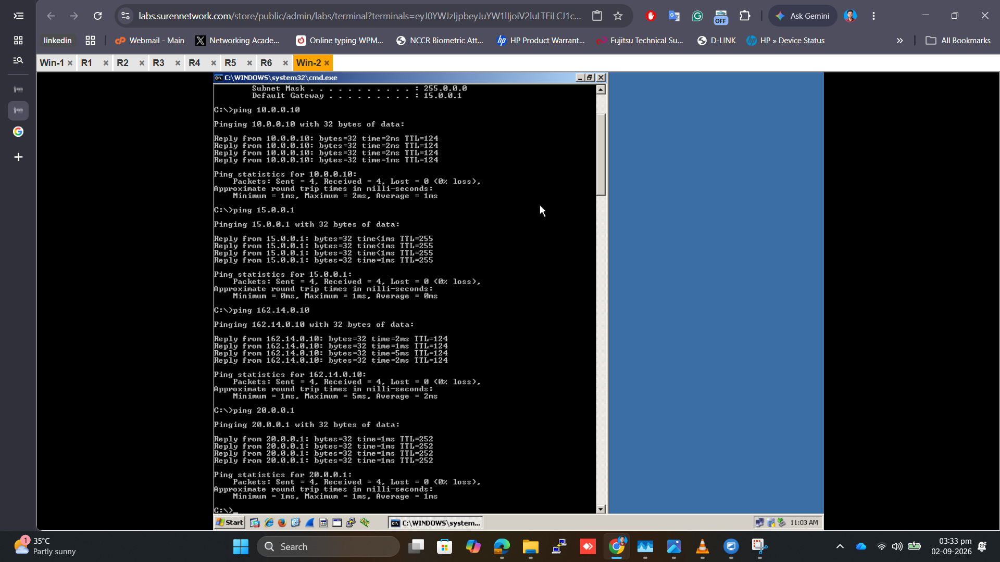 labs.surennetwork.com/store/public/admin/labs/terminal?terminals=eyJ0YWJzIjpbeyJuYW1lIjoiV2luLTEiLCJ1c...
Ask Gemini
OFF
linkedin
Webmail - Main
Networking Acade...
Online typing WPM...
NCCR Biometric Att...
HP Product Warrant...
Fujitsu Technical Su...
D-LINK
HP » Device Status
»
All Bookmarks
Win-1 × R1 × R2 × R3 × R4 × R5 × R6 × Win-2 ×
C:\WINDOWS\system32\cmd.exe
Subnet Mask . . . . . . . . . . . : 255.0.0.0
Default Gateway . . . . . . . . . : 15.0.0.1
C:\>ping 10.0.0.10
Pinging 10.0.0.10 with 32 bytes of data:
Reply from 10.0.0.10: bytes=32 time=2ms TTL=124
Reply from 10.0.0.10: bytes=32 time=2ms TTL=124
Reply from 10.0.0.10: bytes=32 time=2ms TTL=124
Reply from 10.0.0.10: bytes=32 time=1ms TTL=124
Ping statistics for 10.0.0.10:
Packets: Sent = 4, Received = 4, Lost = 0 (0% loss),
Approximate round trip times in milli-seconds:
Minimum = 1ms, Maximum = 2ms, Average = 1ms
C:\>ping 15.0.0.1
Pinging 15.0.0.1 with 32 bytes of data:
Reply from 15.0.0.1: bytes=32 time<1ms TTL=255
Reply from 15.0.0.1: bytes=32 time<1ms TTL=255
Reply from 15.0.0.1: bytes=32 time<1ms TTL=255
Reply from 15.0.0.1: bytes=32 time=1ms TTL=255
Ping statistics for 15.0.0.1:
Packets: Sent = 4, Received = 4, Lost = 0 (0% loss),
Approximate round trip times in milli-seconds:
Minimum = 0ms, Maximum = 1ms, Average = 0ms
C:\>ping 162.14.0.10
Pinging 162.14.0.10 with 32 bytes of data:
Reply from 162.14.0.10: bytes=32 time=2ms TTL=124
Reply from 162.14.0.10: bytes=32 time=1ms TTL=124
Reply from 162.14.0.10: bytes=32 time=5ms TTL=124
Reply from 162.14.0.10: bytes=32 time=2ms TTL=124
Ping statistics for 162.14.0.10:
Packets: Sent = 4, Received = 4, Lost = 0 (0% loss),
Approximate round trip times in milli-seconds:
Minimum = 1ms, Maximum = 5ms, Average = 2ms
C:\>ping 20.0.0.1
Pinging 20.0.0.1 with 32 bytes of data:
Reply from 20.0.0.1: bytes=32 time=1ms TTL=252
Reply from 20.0.0.1: bytes=32 time=1ms TTL=252
Reply from 20.0.0.1: bytes=32 time=1ms TTL=252
Reply from 20.0.0.1: bytes=32 time=1ms TTL=252
Ping statistics for 20.0.0.1:
Packets: Sent = 4, Received = 4, Lost = 0 (0% loss),
Approximate round trip times in milli-seconds:
Minimum = 1ms, Maximum = 1ms, Average = 1ms
C:\>_
Start
C:\WINDOWS\system...
11:03 AM
1
35°C
Partly sunny
Search
03:33 pm
02-09-2026